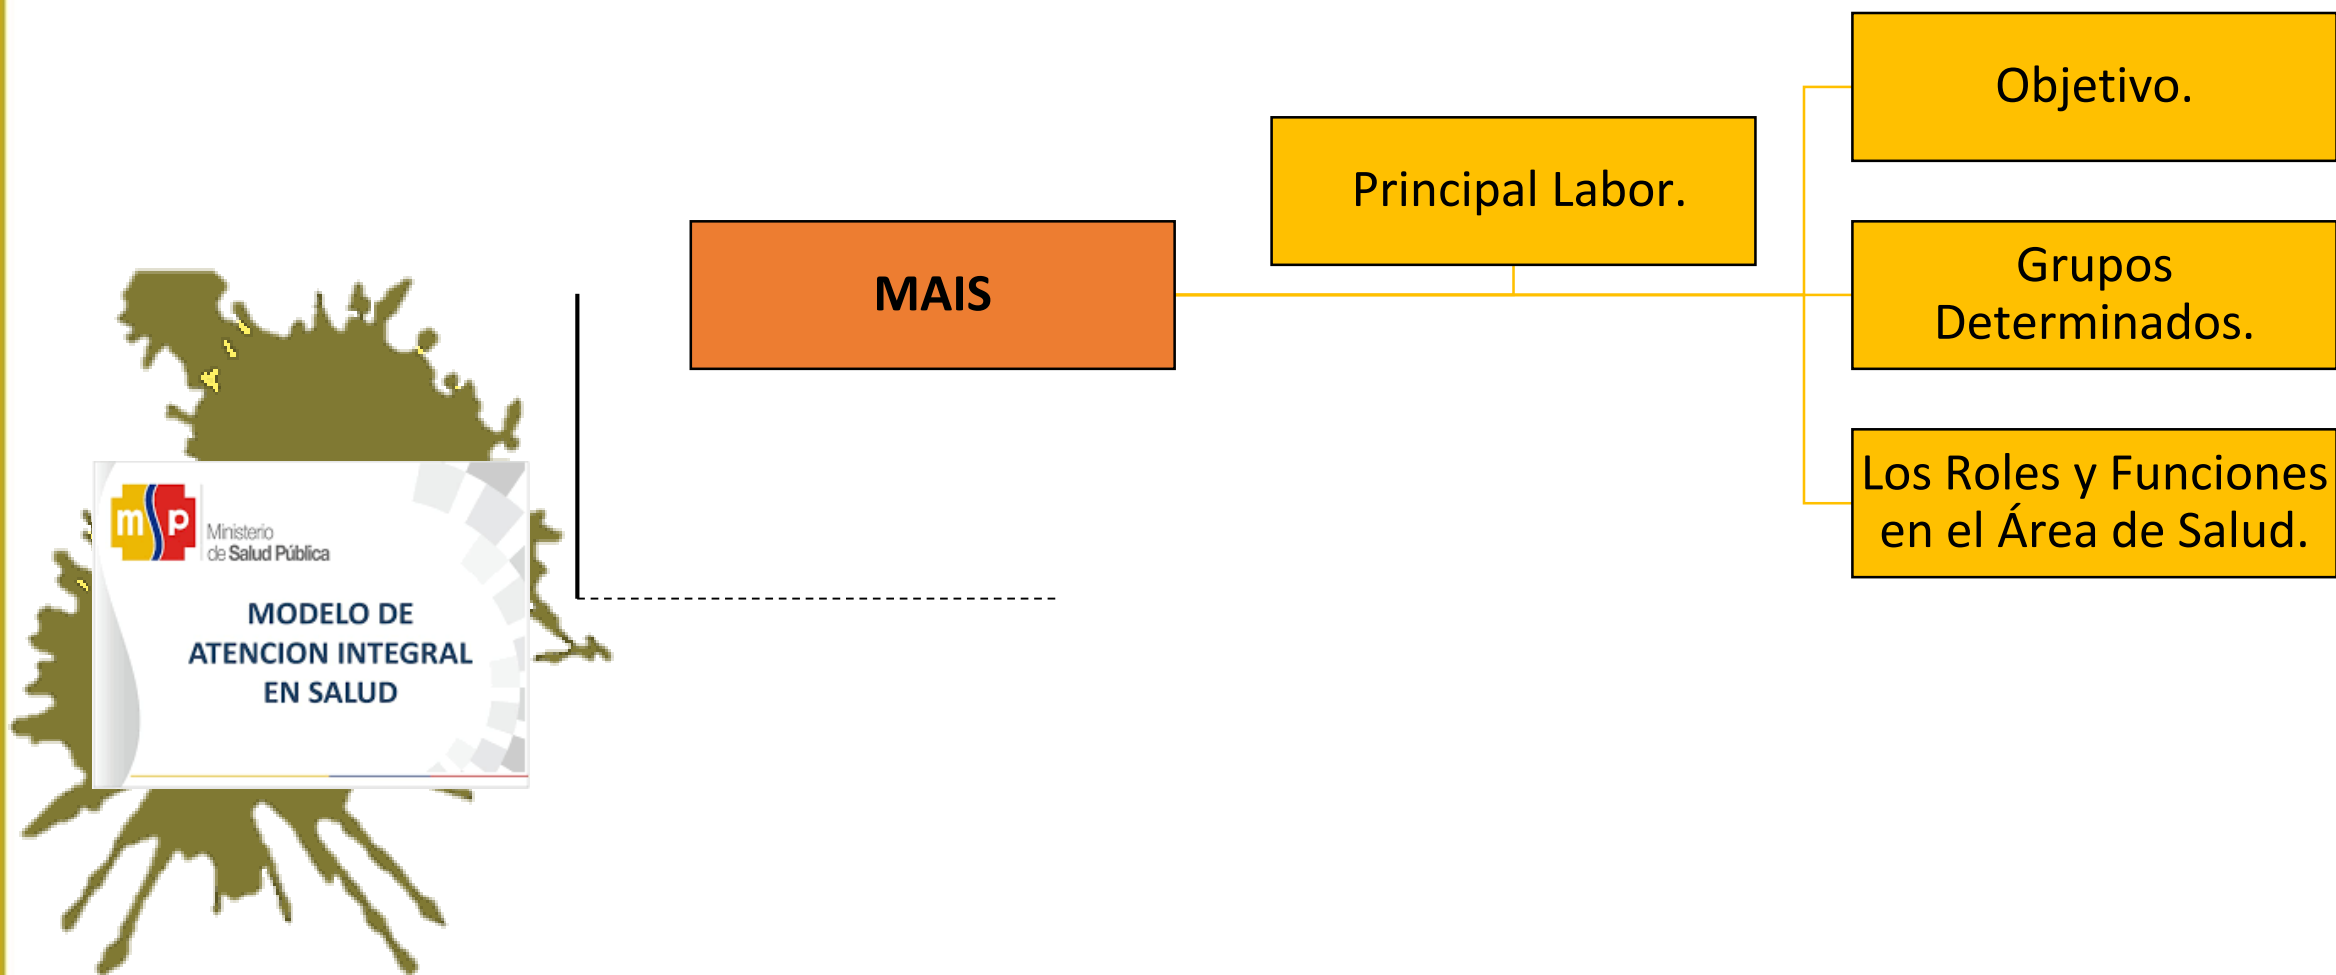 Objetivo.
Principal Labor.
MAIS
Grupos
Determinados.
Los Roles y Funciones
en el Área de Salud.
msp
Ministerio
de Salud Pública
MODELO DE
ATENCION INTEGRAL
EN SALUD